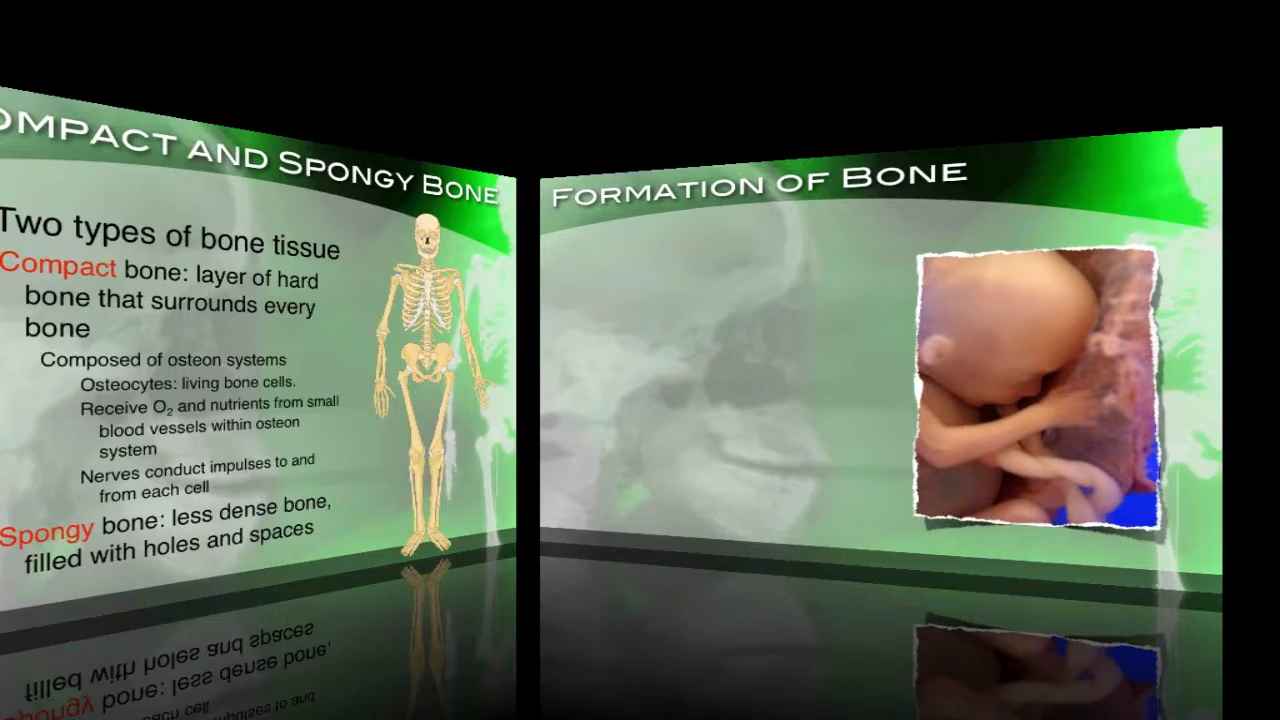 OMPACT AND SPONGY BONE
Two types of bone tissue
Compact bone: layer of hard
bone that surrounds every
bone
Composed of osteon systems
Osteocytes: living bone cells.
Receive O₂ and nutrients from small
blood vessels within osteon
system
Nerves conduct impulses to and
from each cell
Spongy bone: less dense bone,
filled with holes and spaces
FORMATION OF BONE